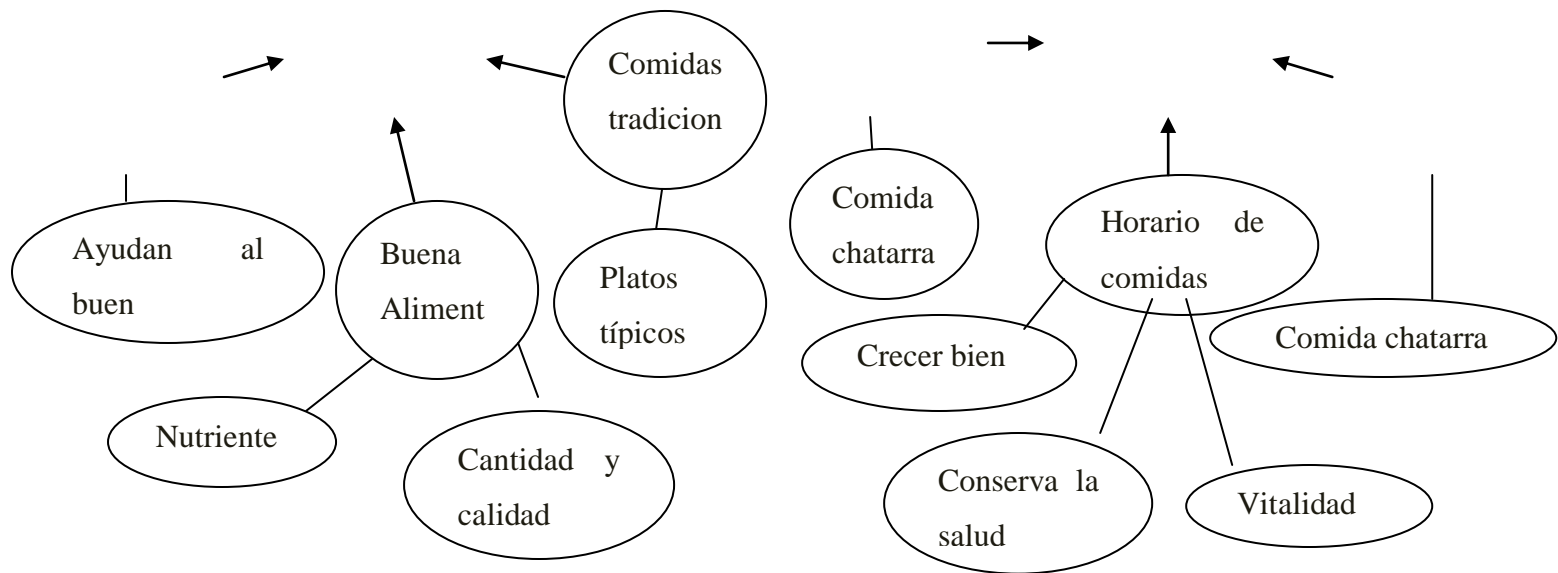 Comidas
tradicion
Ayudan al
buen
Buena
Aliment
Platos
típicos
Nutriente
Cantidad y
calidad
Comida
chatarra
Horario de
comidas
Crecer bien
Comida chatarra
Conserva la
salud
Vitalidad